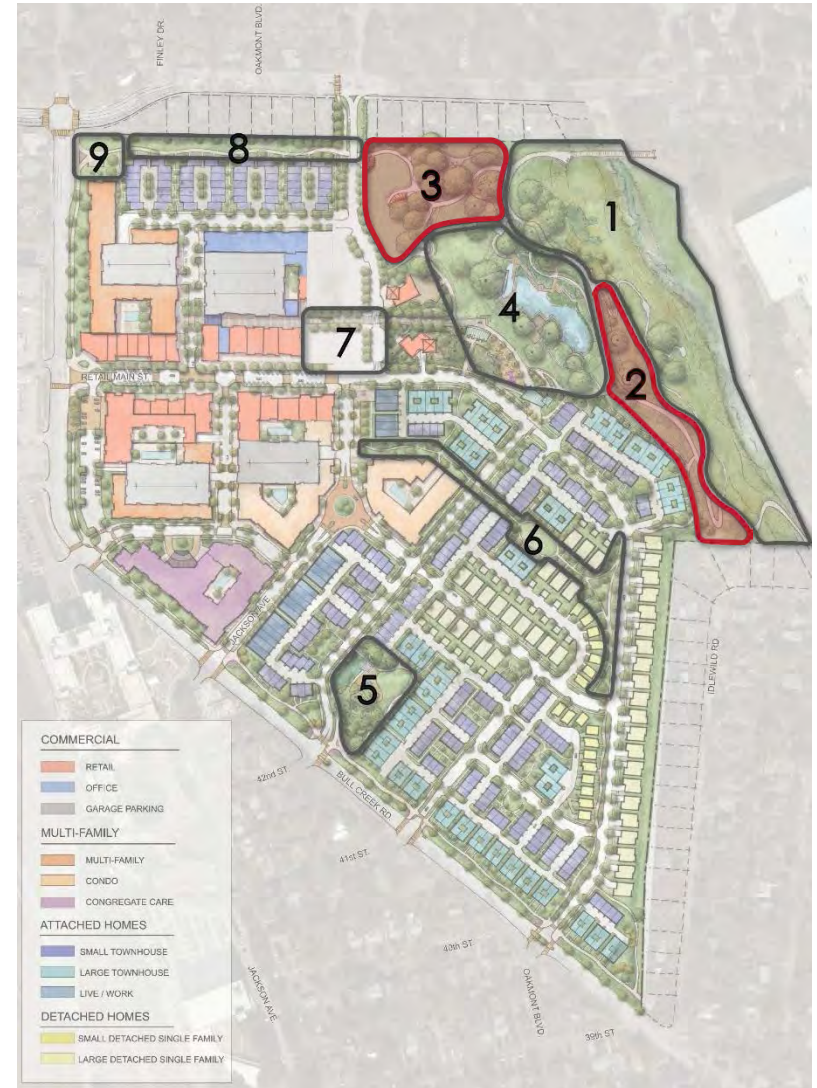 FINLEY DR.
OAKMONT BLVD.
9
8
3
1
4
7
2
RETAIL MAIN ST.
6
5
JACKSON AVE
IDLEWILD RD
42nd ST.
BULL CREEK RD
41st ST.
40th ST
JACKSON AVE
OAKMONT BLVD
39th ST
COMMERCIAL
RETAIL
OFFICE
GARAGE PARKING
MULTI-FAMILY
MULTI-FAMILY
CONDO
CONGREGATE CARE
ATTACHED HOMES
SMALL TOWNHOUSE
LARGE TOWNHOUSE
LIVE / WORK
DETACHED HOMES
SMALL DETACHED SINGLE FAMILY
LARGE DETACHED SINGLE FAMILY